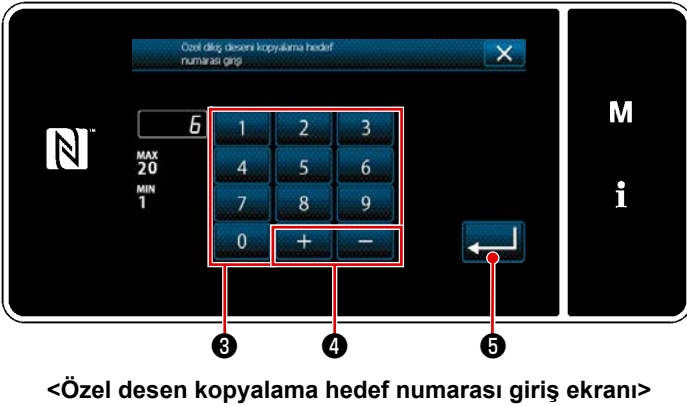 Özel dikiş deseni kopyalama hedef
numarası girişi
M
6
1 2 3
MAX
20
4 5 6
MIN
1
7 8 9
i
0 + −
❸ ❹ ❺
<Özel desen kopyalama hedef numarası giriş ekranı>